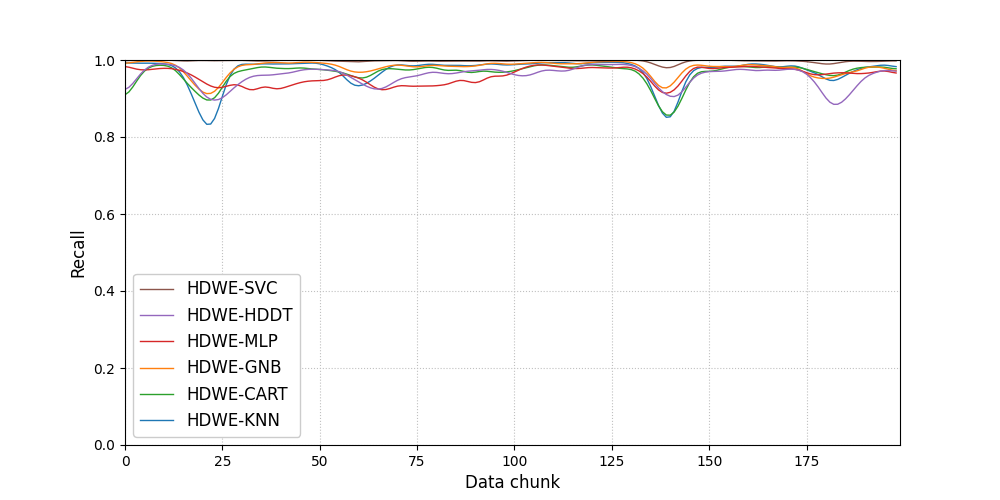 1.0
0.8
0.6
0.4
0.2
0.0
Recall
HDWE-SVC
HDWE-HDDT
HDWE-MLP
HDWE-GNB
HDWE-CART
HDWE-KNN
0 25 50 75 100 125 150 175
Data chunk